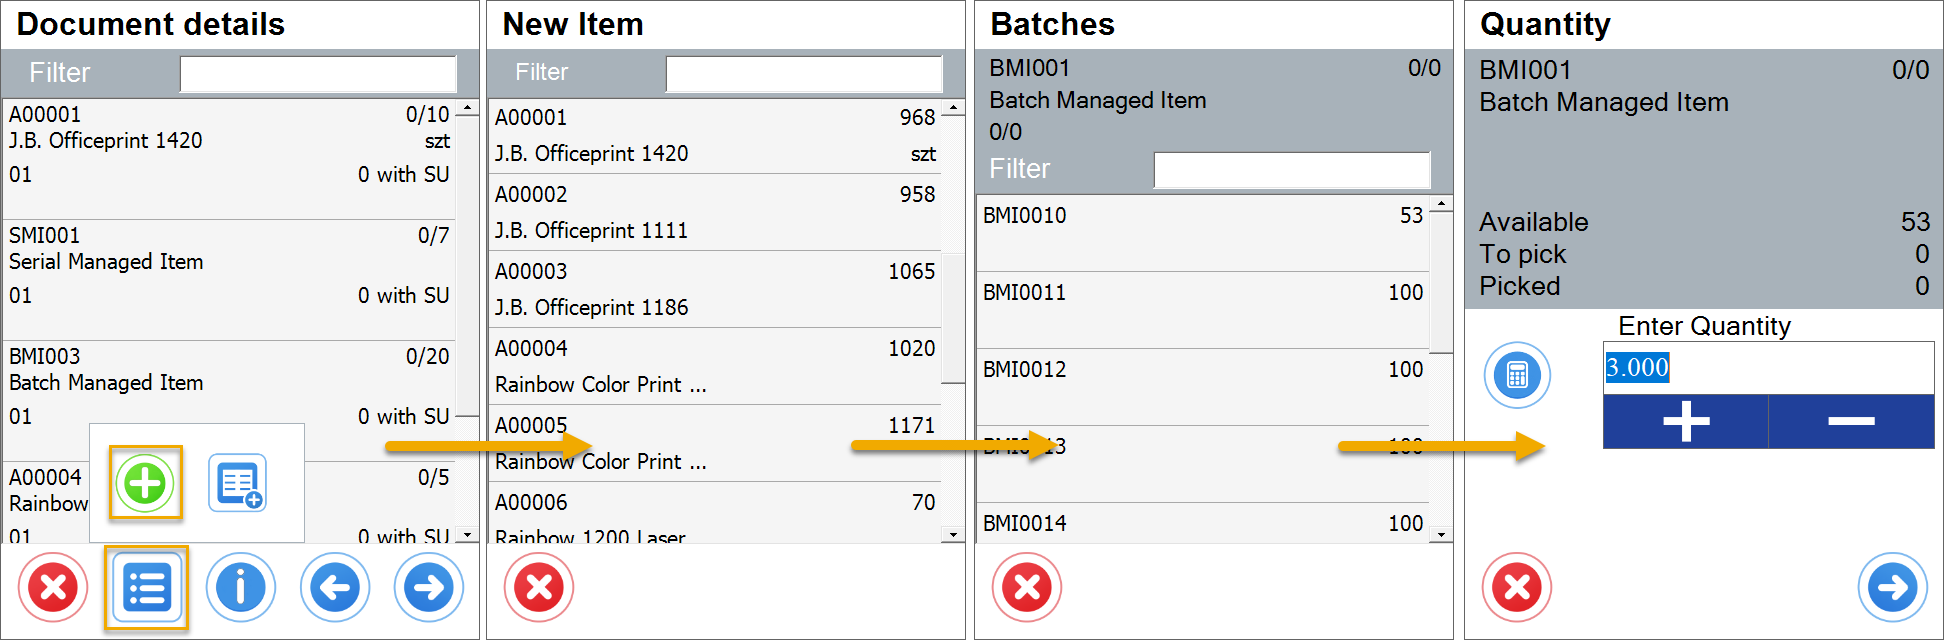 Document details
Filter
A00001 0/10
J.B. Officeprint 1420 szt
01 0 with SU
SMI001 0/7
Serial Managed Item
01 0 with SU
BMI003 0/20
Batch Managed Item
01 0 with SU
A00004 0/5
Rainbow
01 0 with SU
New Item
Filter
A00001 968
J.B. Officeprint 1420 szt
A00002 958
J.B. Officeprint 1111
A00003 1065
J.B. Officeprint 1186
A00004 1020
Rainbow Color Print ...
A00005 1171
Rainbow Color Print ...
A00006 70
Rainbow 1200 Laser
Batches
BMI001 0/0
Batch Managed Item
0/0
Filter
BMI0010 53
BMI0011 100
BMI0012 100
BMI0013 100
BMI0014 100
Quantity
BMI001 0/0
Batch Managed Item
Available 53
To pick 0
Picked 0
Enter Quantity
3.000